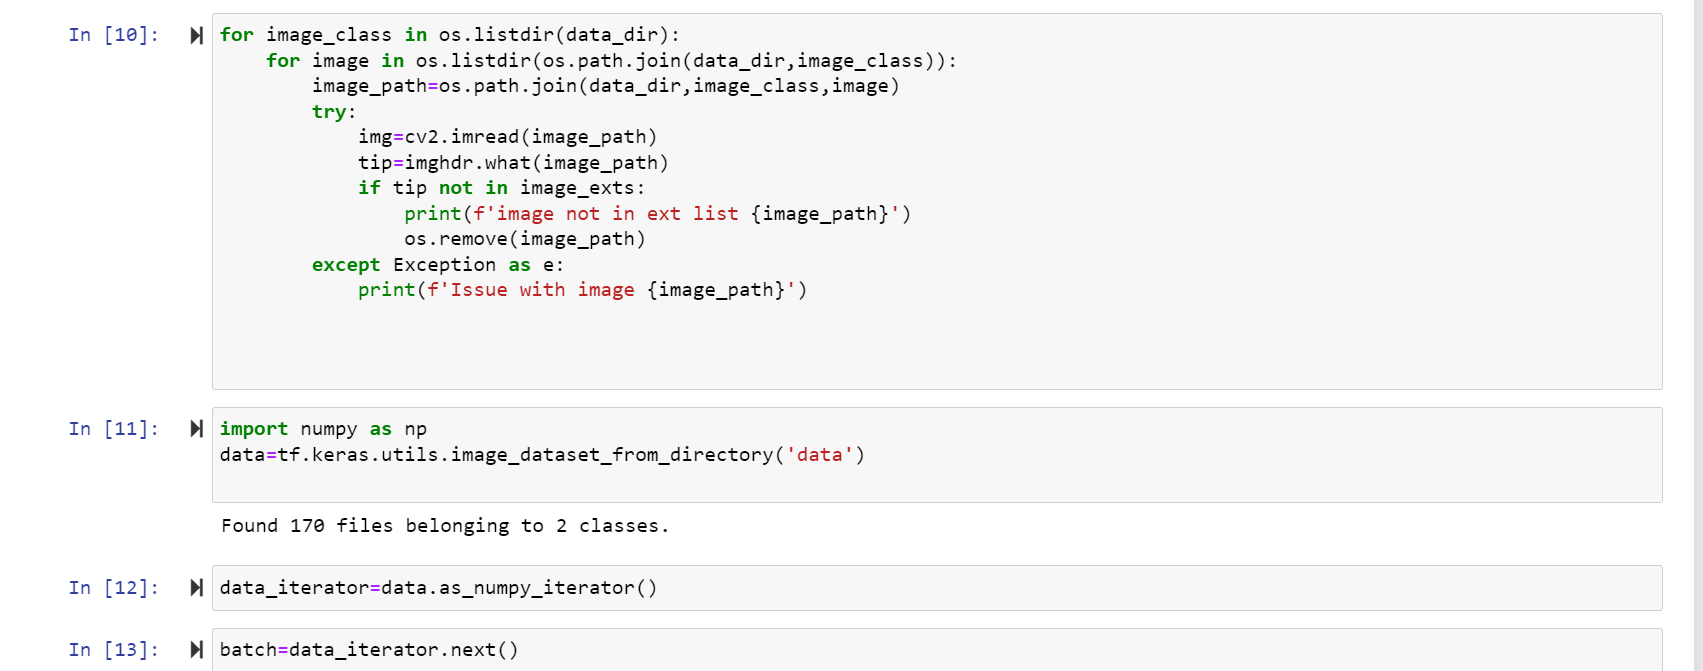 In [10]:
for image_class in os.listdir(data_dir):
    for image in os.listdir(os.path.join(data_dir,image_class)):
        image_path=os.path.join(data_dir,image_class,image)
        try:
            img=cv2.imread(image_path)
            tip=imghdr.what(image_path)
            if tip not in image_exts:
                print(f'image not in ext list {image_path}')
                os.remove(image_path)
        except Exception as e:
            print(f'Issue with image {image_path}')
In [11]:
import numpy as np
data=tf.keras.utils.image_dataset_from_directory('data')
Found 170 files belonging to 2 classes.
In [12]:
data_iterator=data.as_numpy_iterator()
In [13]:
batch=data_iterator.next()